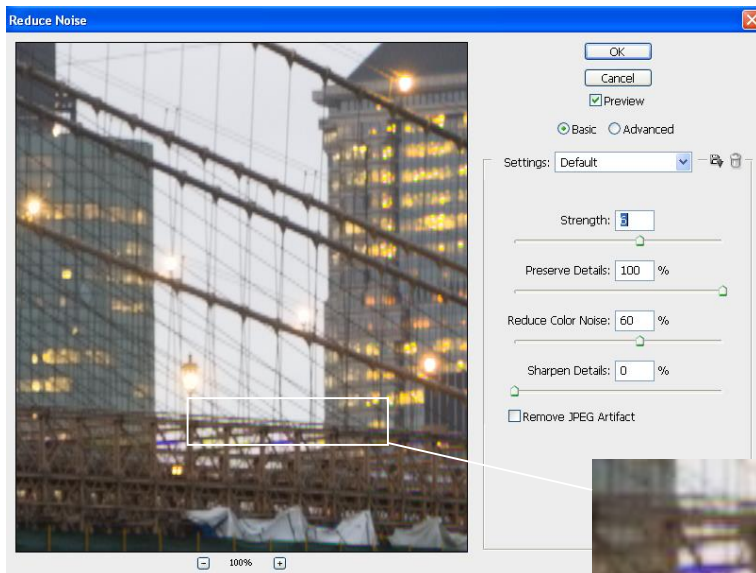 Reduce Noise
OK
Cancel
Preview
Basic Advanced
Settings: Default
Strength:
Preserve Details: 100 %
Reduce Color Noise: 60 %
Sharpen Details: 0 %
Remove JPEG Artifact
100%